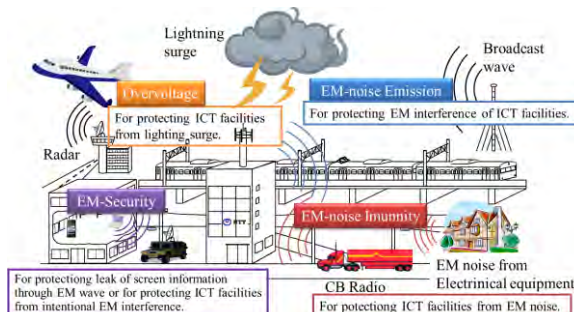 Lightning
surge
Broadcast
wave
Overvoltage
EM-noise Emission
For protecting ICT facilities
from lighting surge.
For protecting EM interference of ICT facilities.
Radar
EM-Security
NTT
EM-noise Imunnity
For protectiong leak of screen information
through EM wave or for protecting ICT facilities
from intentional EM interference.
CB Radio
EM noise from
Electrinical equipment
For potectiong ICT facilities from EM noise.